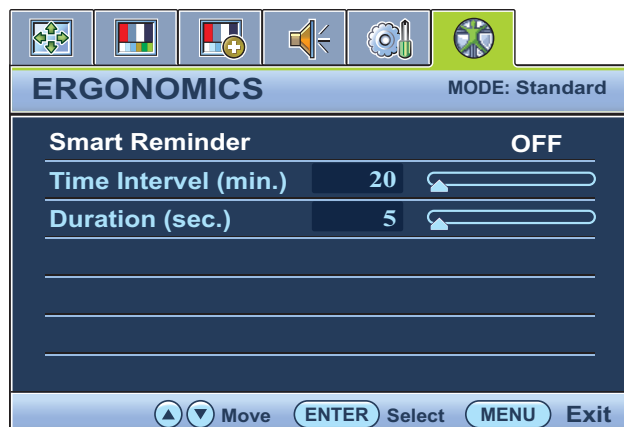 ERGONOMICS MODE: Standard
Smart Reminder OFF
Time Intervel (min.) 20
Duration (sec.) 5
Move ENTER Select MENU Exit